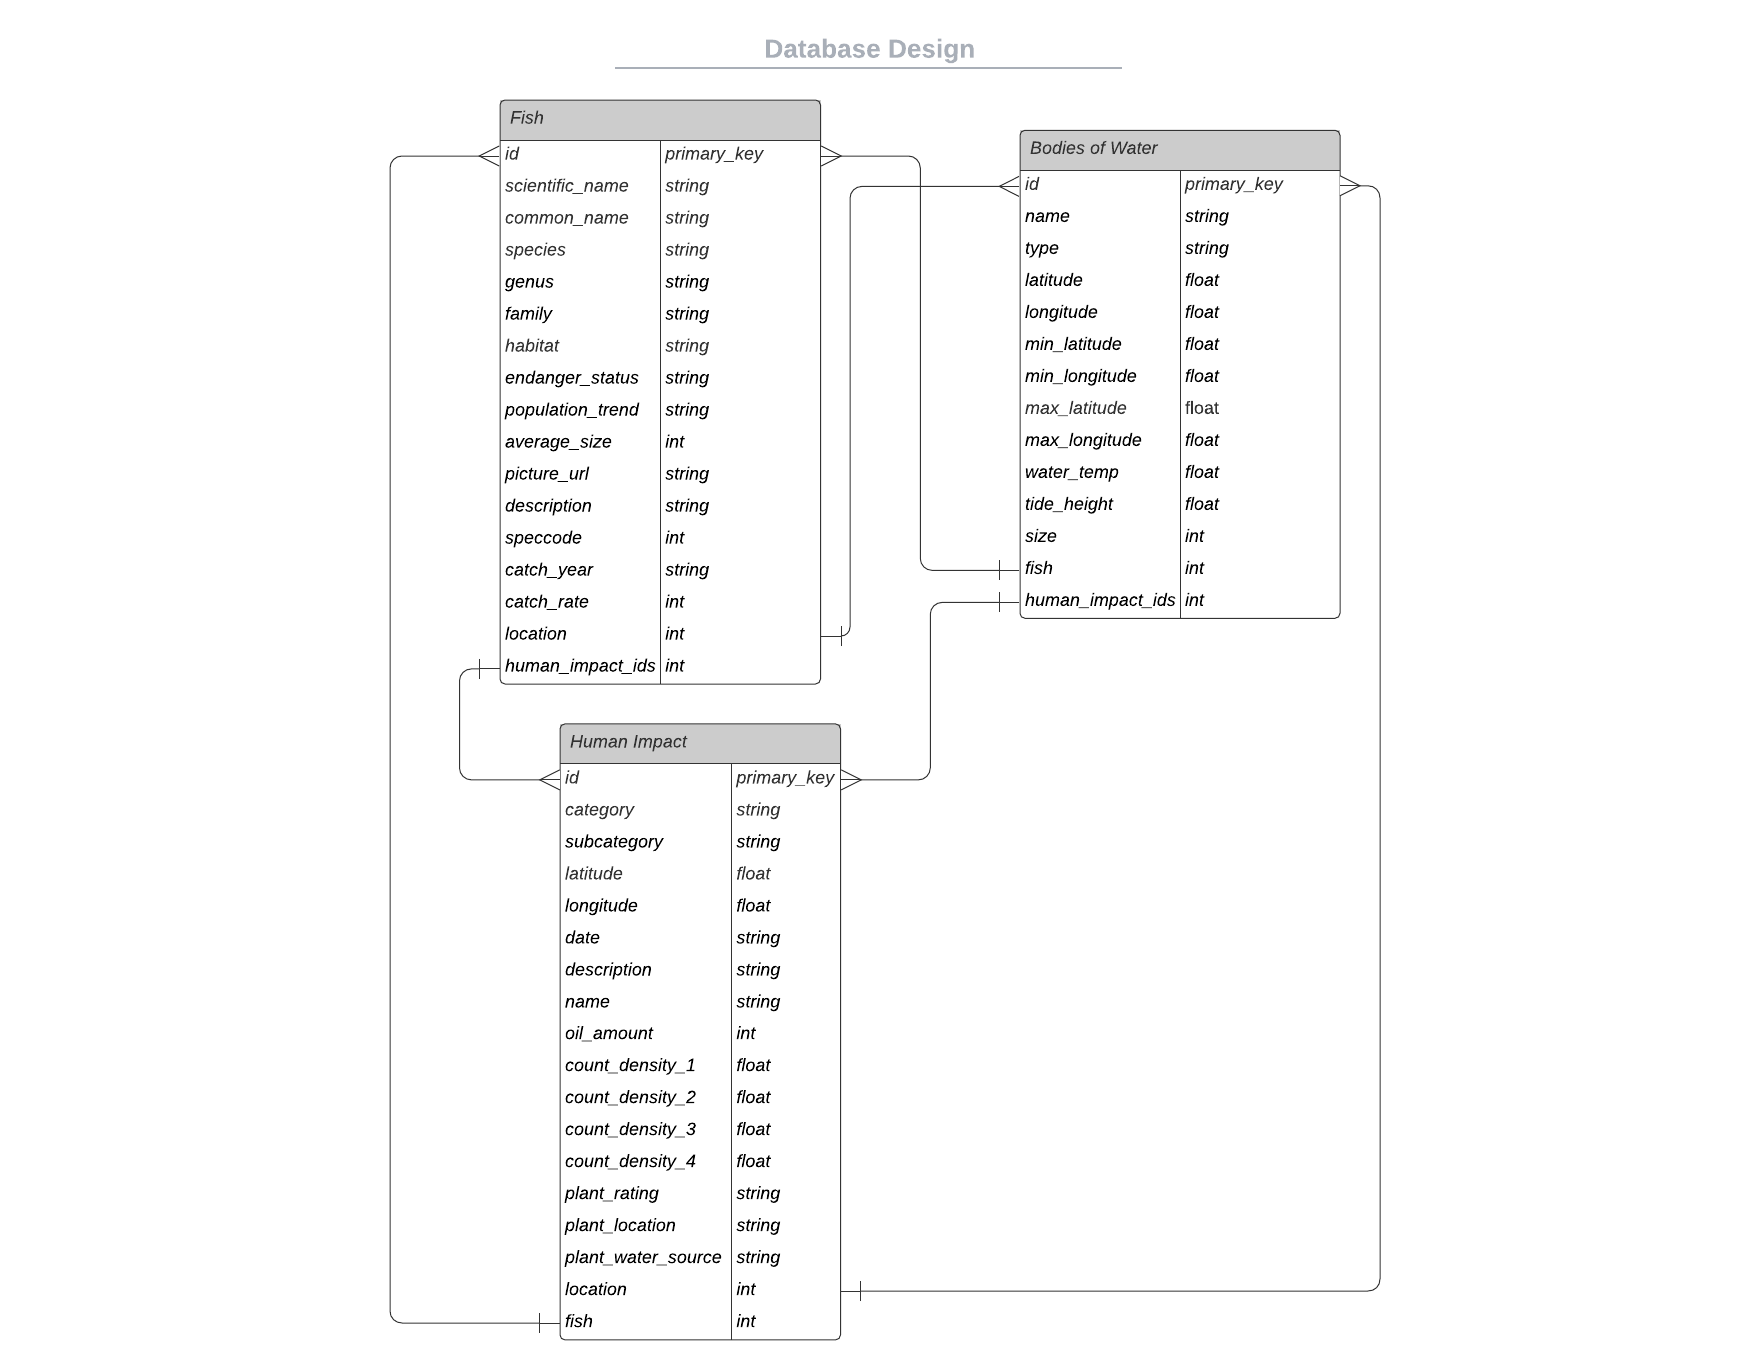 Database Design
Fish
id primary_key
scientific_name string
common_name string
species string
genus string
family string
habitat string
endanger_status string
population_trend string
average_size int
picture_url string
description string
speccode int
catch_year string
catch_rate int
location int
human_impact_ids int
Bodies of Water
id primary_key
name string
type string
latitude float
longitude float
min_latitude float
min_longitude float
max_latitude float
max_longitude float
water_temp float
tide_height float
size int
fish int
human_impact_ids int
Human Impact
id primary_key
category string
subcategory string
latitude float
longitude float
date string
description string
name string
oil_amount int
count_density_1 float
count_density_2 float
count_density_3 float
count_density_4 float
plant_rating string
plant_location string
plant_water_source string
location int
fish int